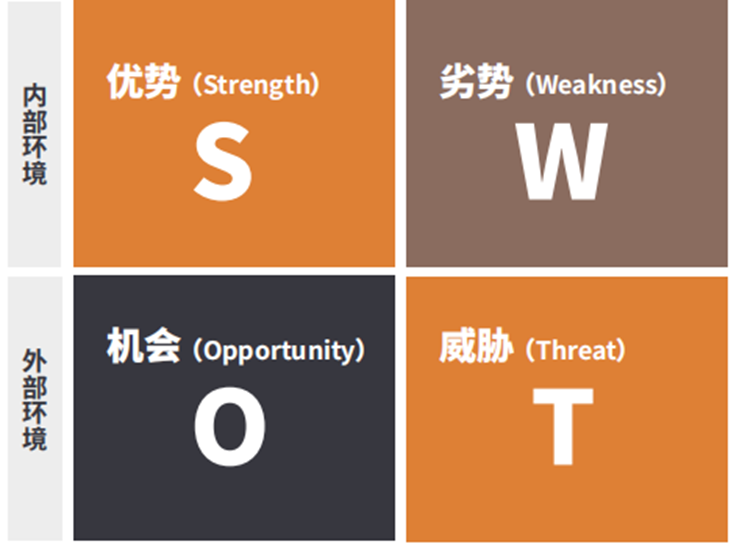 内部环境
优势（Strength）
S
劣势（Weakness）
W
外部环境
机会（Opportunity）
O
威胁（Threat）
T